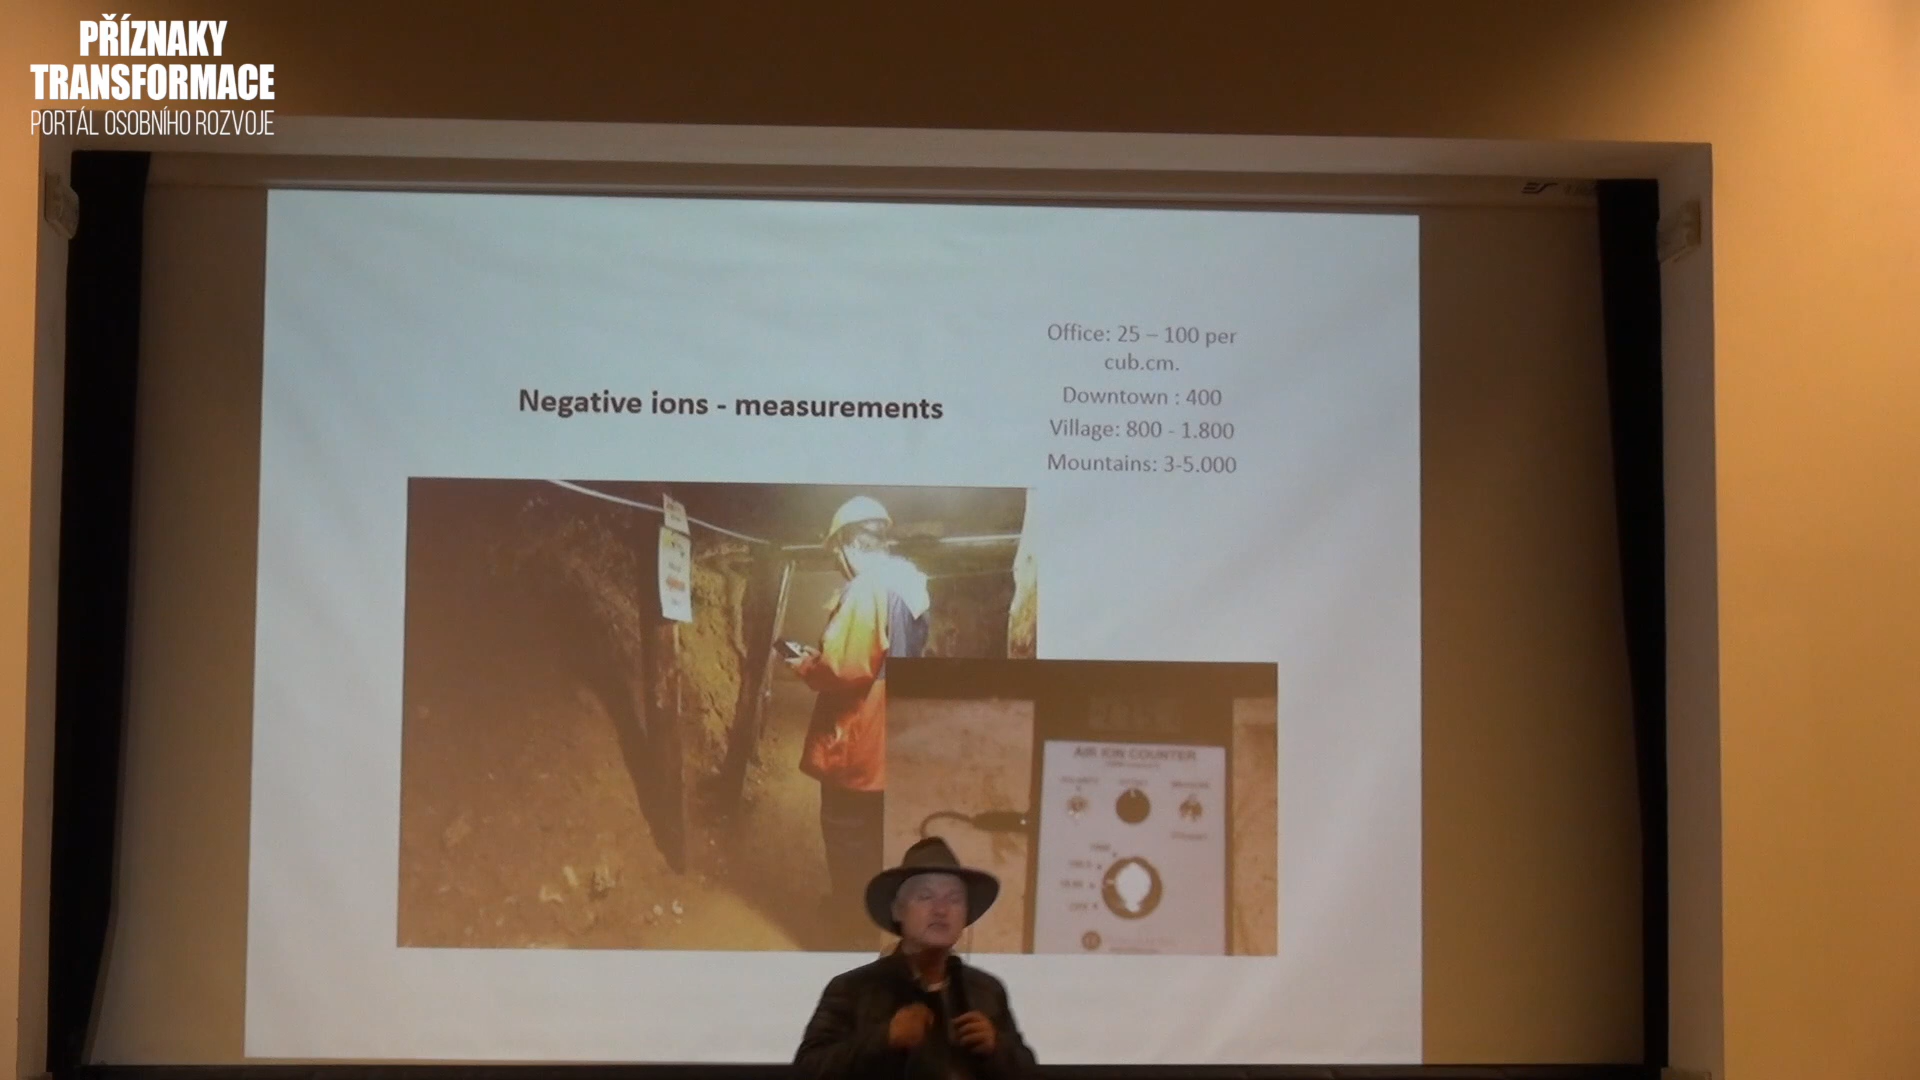 PŘÍZNAKY
TRANSFORMACE
PORTÁL OSOBNÍHO ROZVOJE
Office: 25 – 100 per
cub.cm.
Negative ions - measurements
Downtown : 400
Village: 800 - 1.800
Mountains: 3-5.000
AIR ION COUNTER